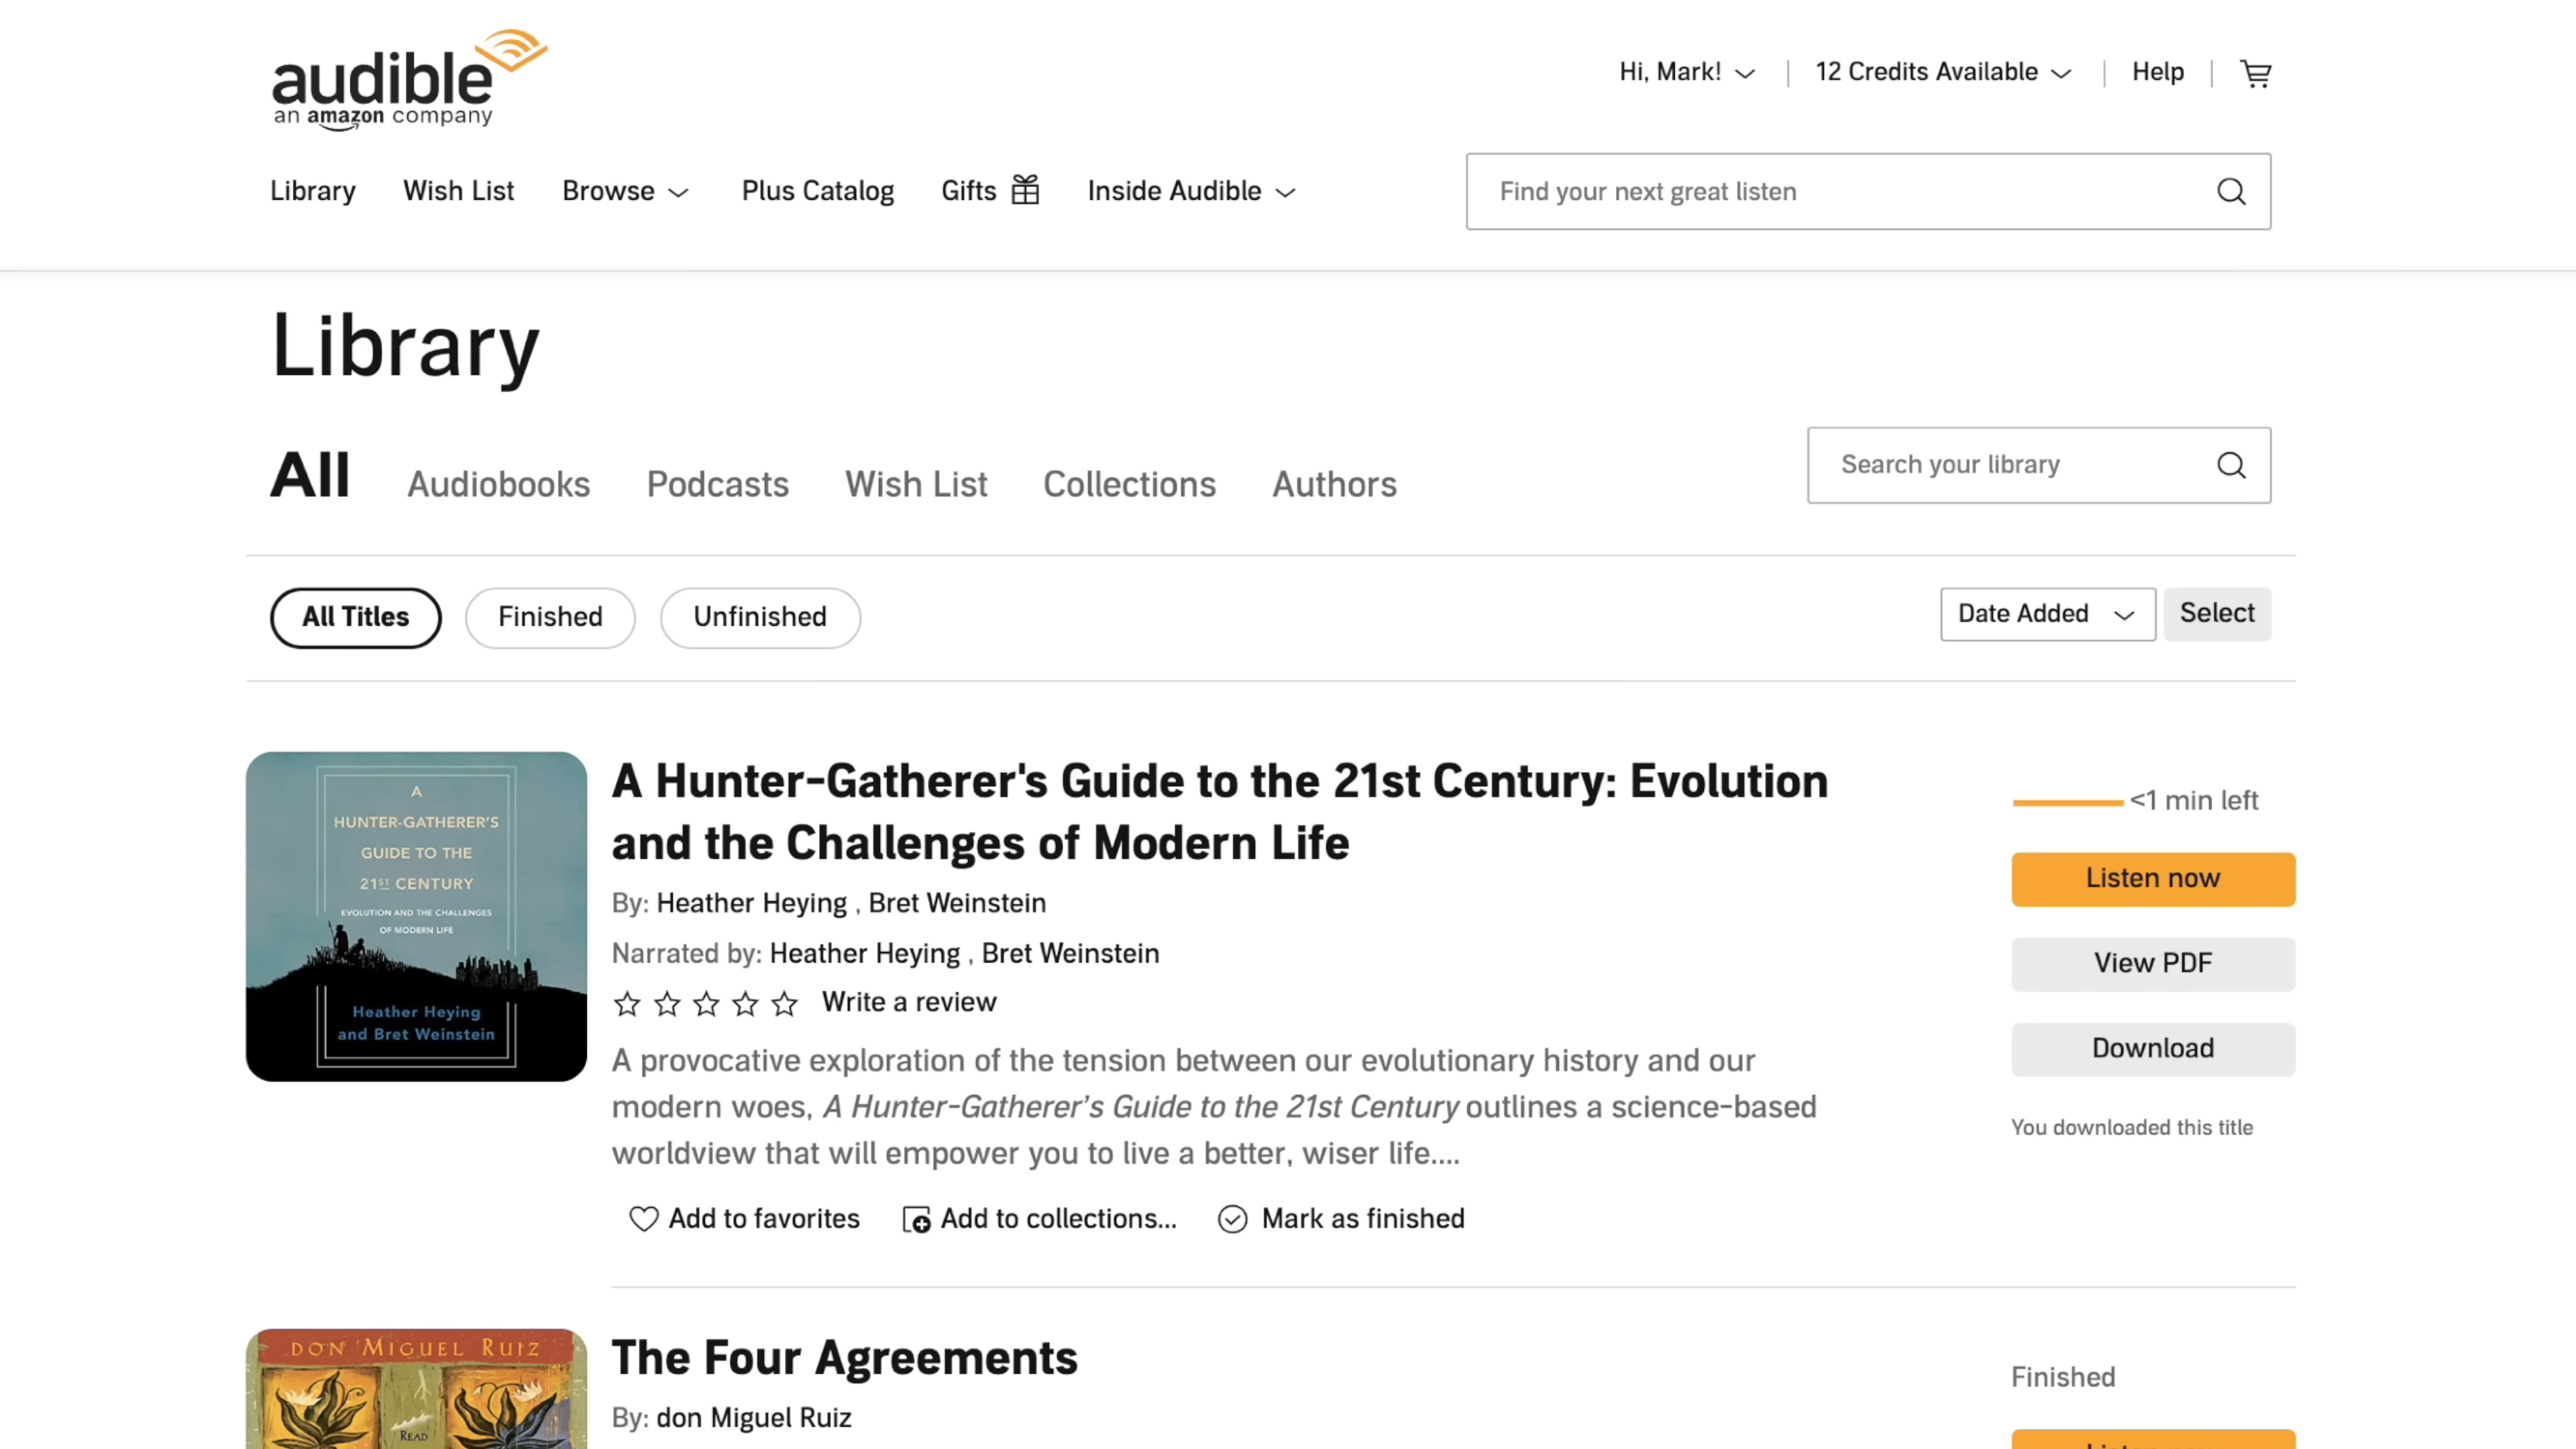 audible
an amazon company
Hi, Mark!
12 Credits Available
Help
Library
Wish List
Browse
Plus Catalog
Gifts
Inside Audible
Find your next great listen
Library
All
Audiobooks
Podcasts
Wish List
Collections
Authors
Search your library
All Titles
Finished
Unfinished
Date Added
Select
A
HUNTER-GATHERER'S
GUIDE TO THE
21ST CENTURY
EVOLUTION AND THE CHALLENGES
OF MODERN LIFE
Heather Heying
and Bret Weinstein
A Hunter-Gatherer's Guide to the 21st Century: Evolution
and the Challenges of Modern Life
By: Heather Heying , Bret Weinstein
Narrated by: Heather Heying , Bret Weinstein
Write a review
A provocative exploration of the tension between our evolutionary history and our
modern woes, A Hunter-Gatherer's Guide to the 21st Century outlines a science-based
worldview that will empower you to live a better, wiser life....
Add to favorites
Add to collections...
Mark as finished
<1 min left
Listen now
View PDF
Download
You downloaded this title
DON MIGUEL RUIZ
READ
The Four Agreements
By: don Miguel Ruiz
Finished